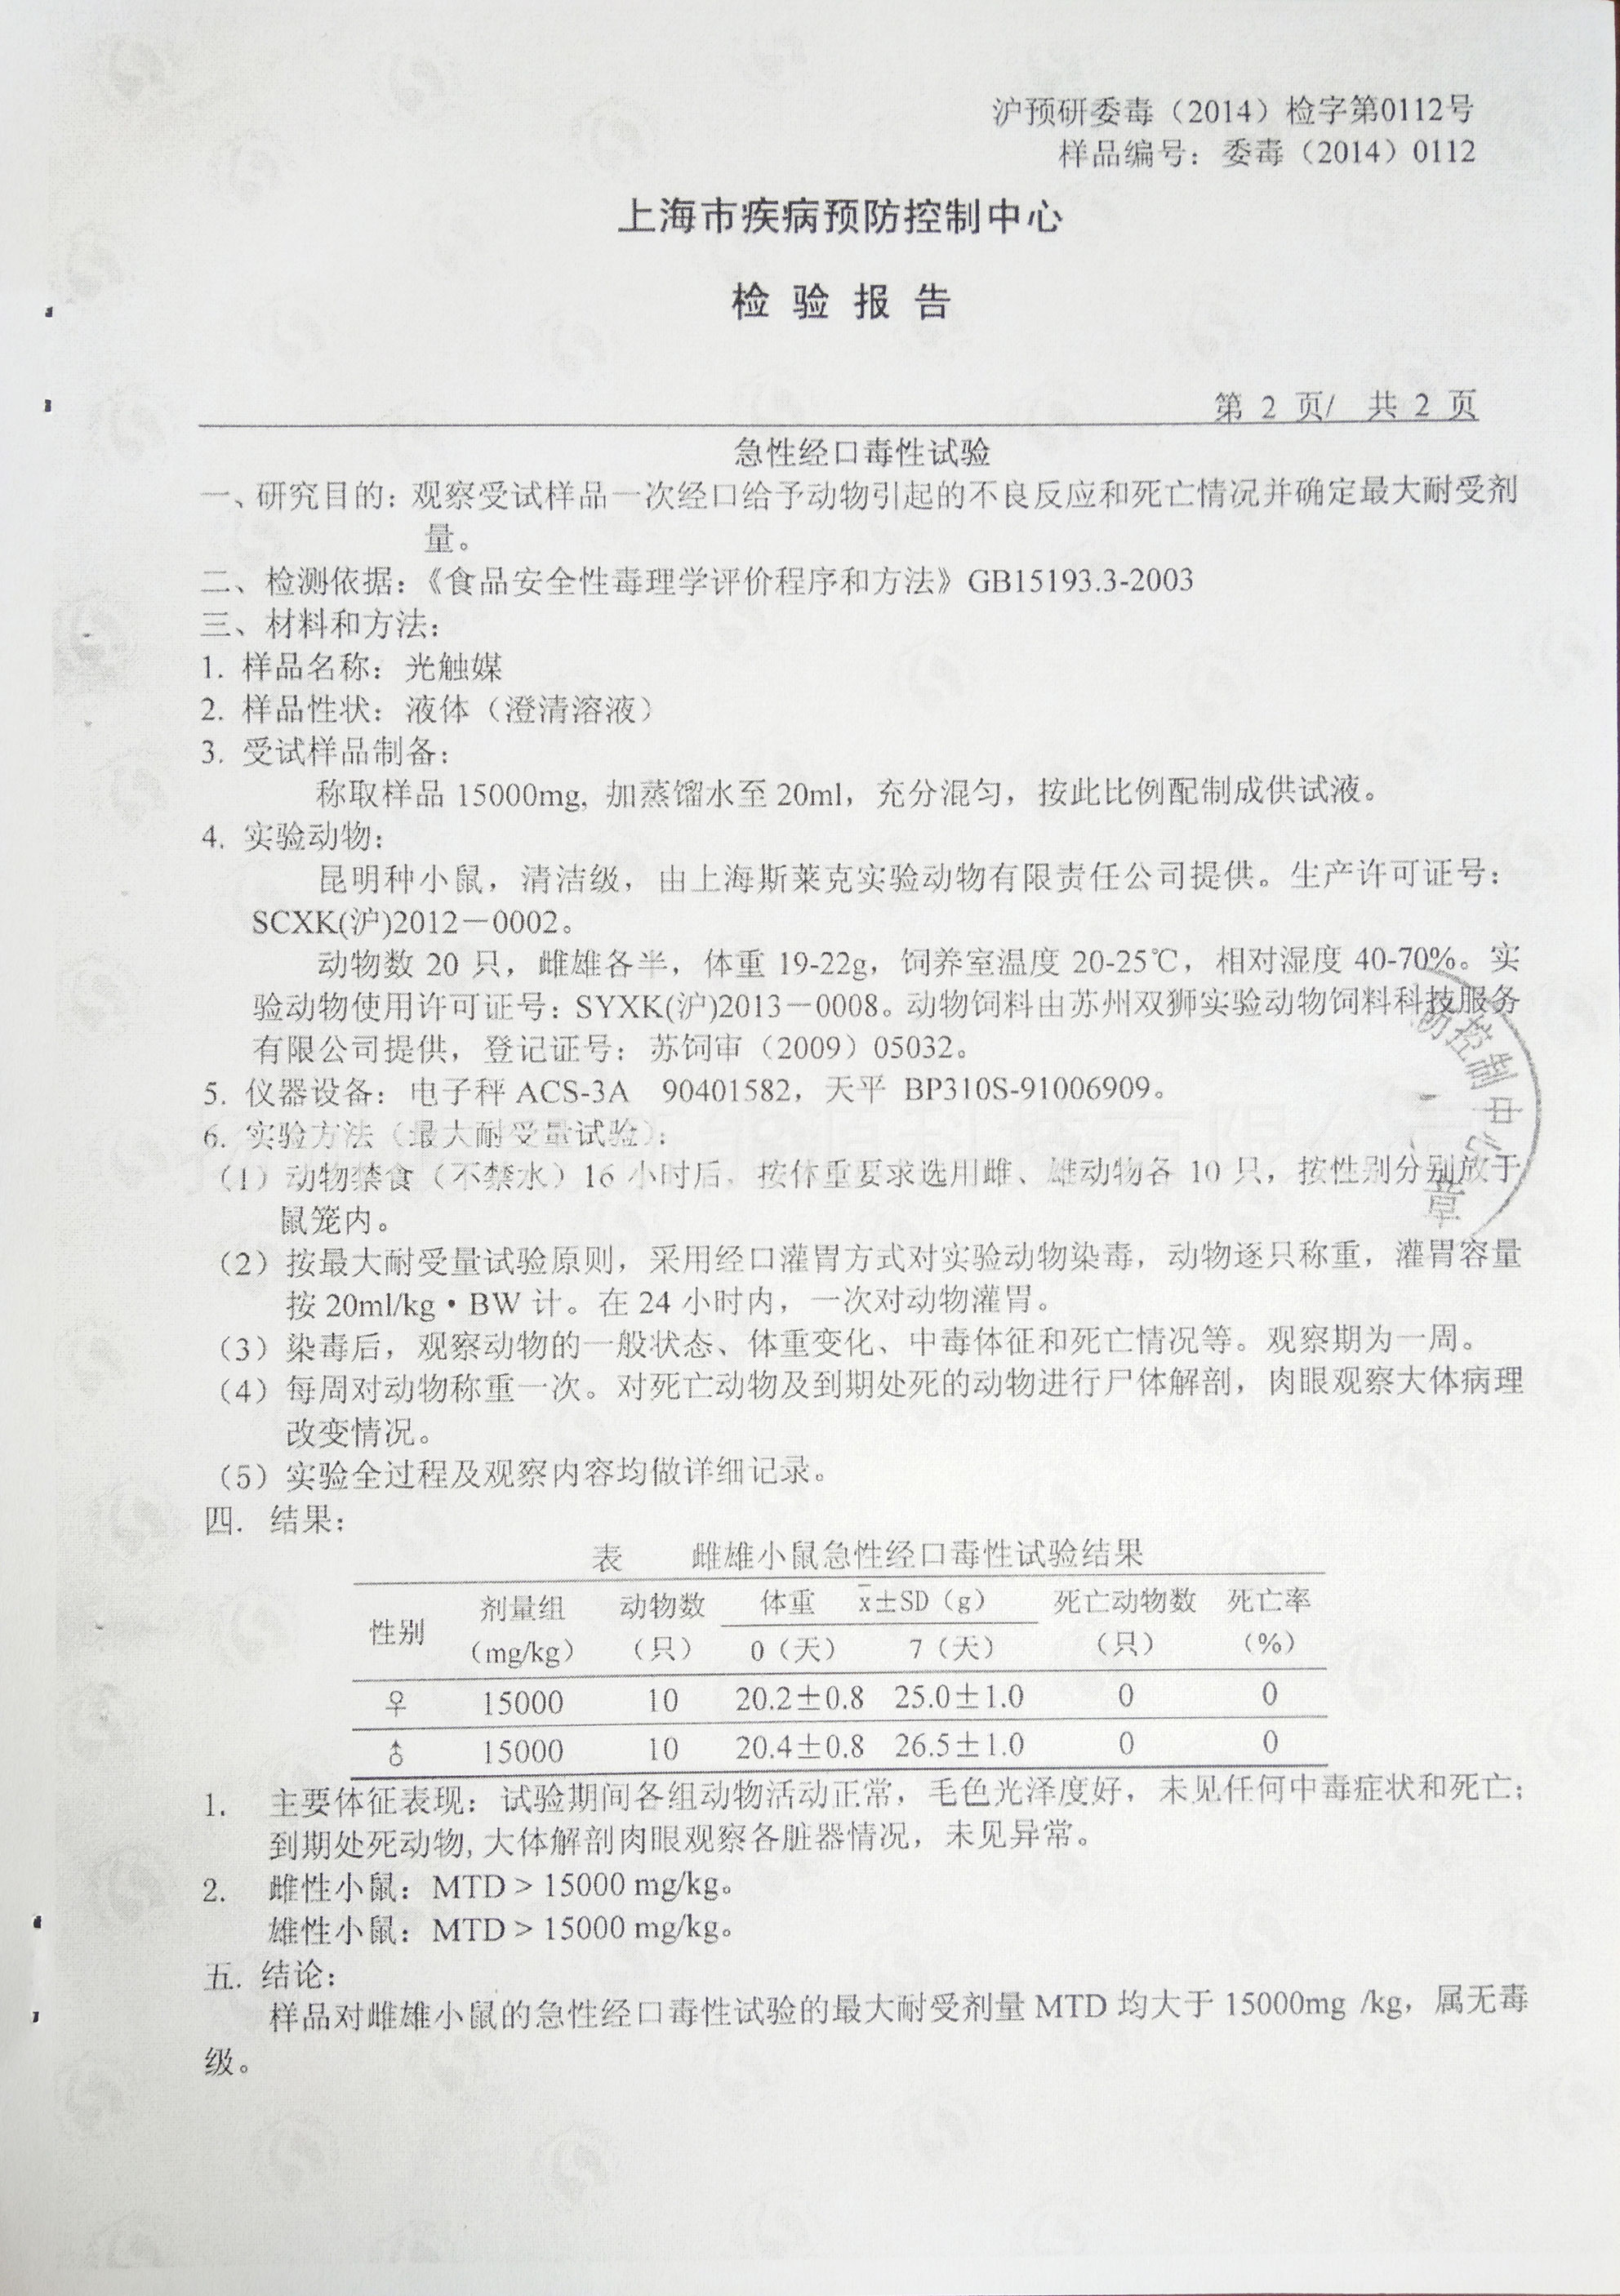 沪预研委毒（2014）检字第0112号
样品编号：委毒（2014）0112
上海市疾病预防控制中心
检 验 报 告
第 2 页/ 共 2 页
急性经口毒性试验
一、研究目的：观察受试样品一次经口给予动物引起的不良反应和死亡情况并确定最大耐受剂
量。
二、检测依据：《食品安全性毒理学评价程序和方法》GB15193.3-2003
三、材料和方法：
1. 样品名称：光触媒
2. 样品性状：液体（澄清溶液）
3. 受试样品制备：
称取样品 15000mg, 加蒸馏水至 20ml，充分混匀，按此比例配制成供试液。
4. 实验动物：
昆明种小鼠，清洁级，由上海斯莱克实验动物有限责任公司提供。生产许可证号：
SCXK(沪)2012－0002。
动物数 20 只，雌雄各半，体重 19-22g，饲养室温度 20-25℃，相对湿度 40-70%。实
验动物使用许可证号：SYXK(沪)2013－0008。动物饲料由苏州双狮实验动物饲料科技服务
有限公司提供，登记证号：苏饲审（2009）05032。
5. 仪器设备：电子秤 ACS-3A 90401582，天平 BP310S-91006909。
6. 实验方法（最大耐受量试验）：
（1）动物禁食（不禁水）16 小时后，按体重要求选用雌、雄动物各 10 只，按性别分别放于
鼠笼内。
（2）按最大耐受量试验原则，采用经口灌胃方式对实验动物染毒，动物逐只称重，灌胃容量
按 20ml/kg·BW 计。在 24 小时内，一次对动物灌胃。
（3）染毒后，观察动物的一般状态、体重变化、中毒体征和死亡情况等。观察期为一周。
（4）每周对动物称重一次。对死亡动物及到期处死的动物进行尸体解剖，肉眼观察大体病理
改变情况。
（5）实验全过程及观察内容均做详细记录。
防控制中心
章
四. 结果：
表 雌雄小鼠急性经口毒性试验结果
性别 剂量组 动物数 体重 x̄±SD（g） 死亡动物数 死亡率
（mg/kg） （只） 0（天） 7（天） （只） （%）
♀ 15000 10 20.2±0.8 25.0±1.0 0 0
♂ 15000 10 20.4±0.8 26.5±1.0 0 0
1. 主要体征表现：试验期间各组动物活动正常，毛色光泽度好，未见任何中毒症状和死亡；
到期处死动物, 大体解剖肉眼观察各脏器情况，未见异常。
2. 雌性小鼠：MTD > 15000 mg/kg。
雄性小鼠：MTD > 15000 mg/kg。
五. 结论：
样品对雌雄小鼠的急性经口毒性试验的最大耐受剂量 MTD 均大于 15000mg /kg，属无毒
级。